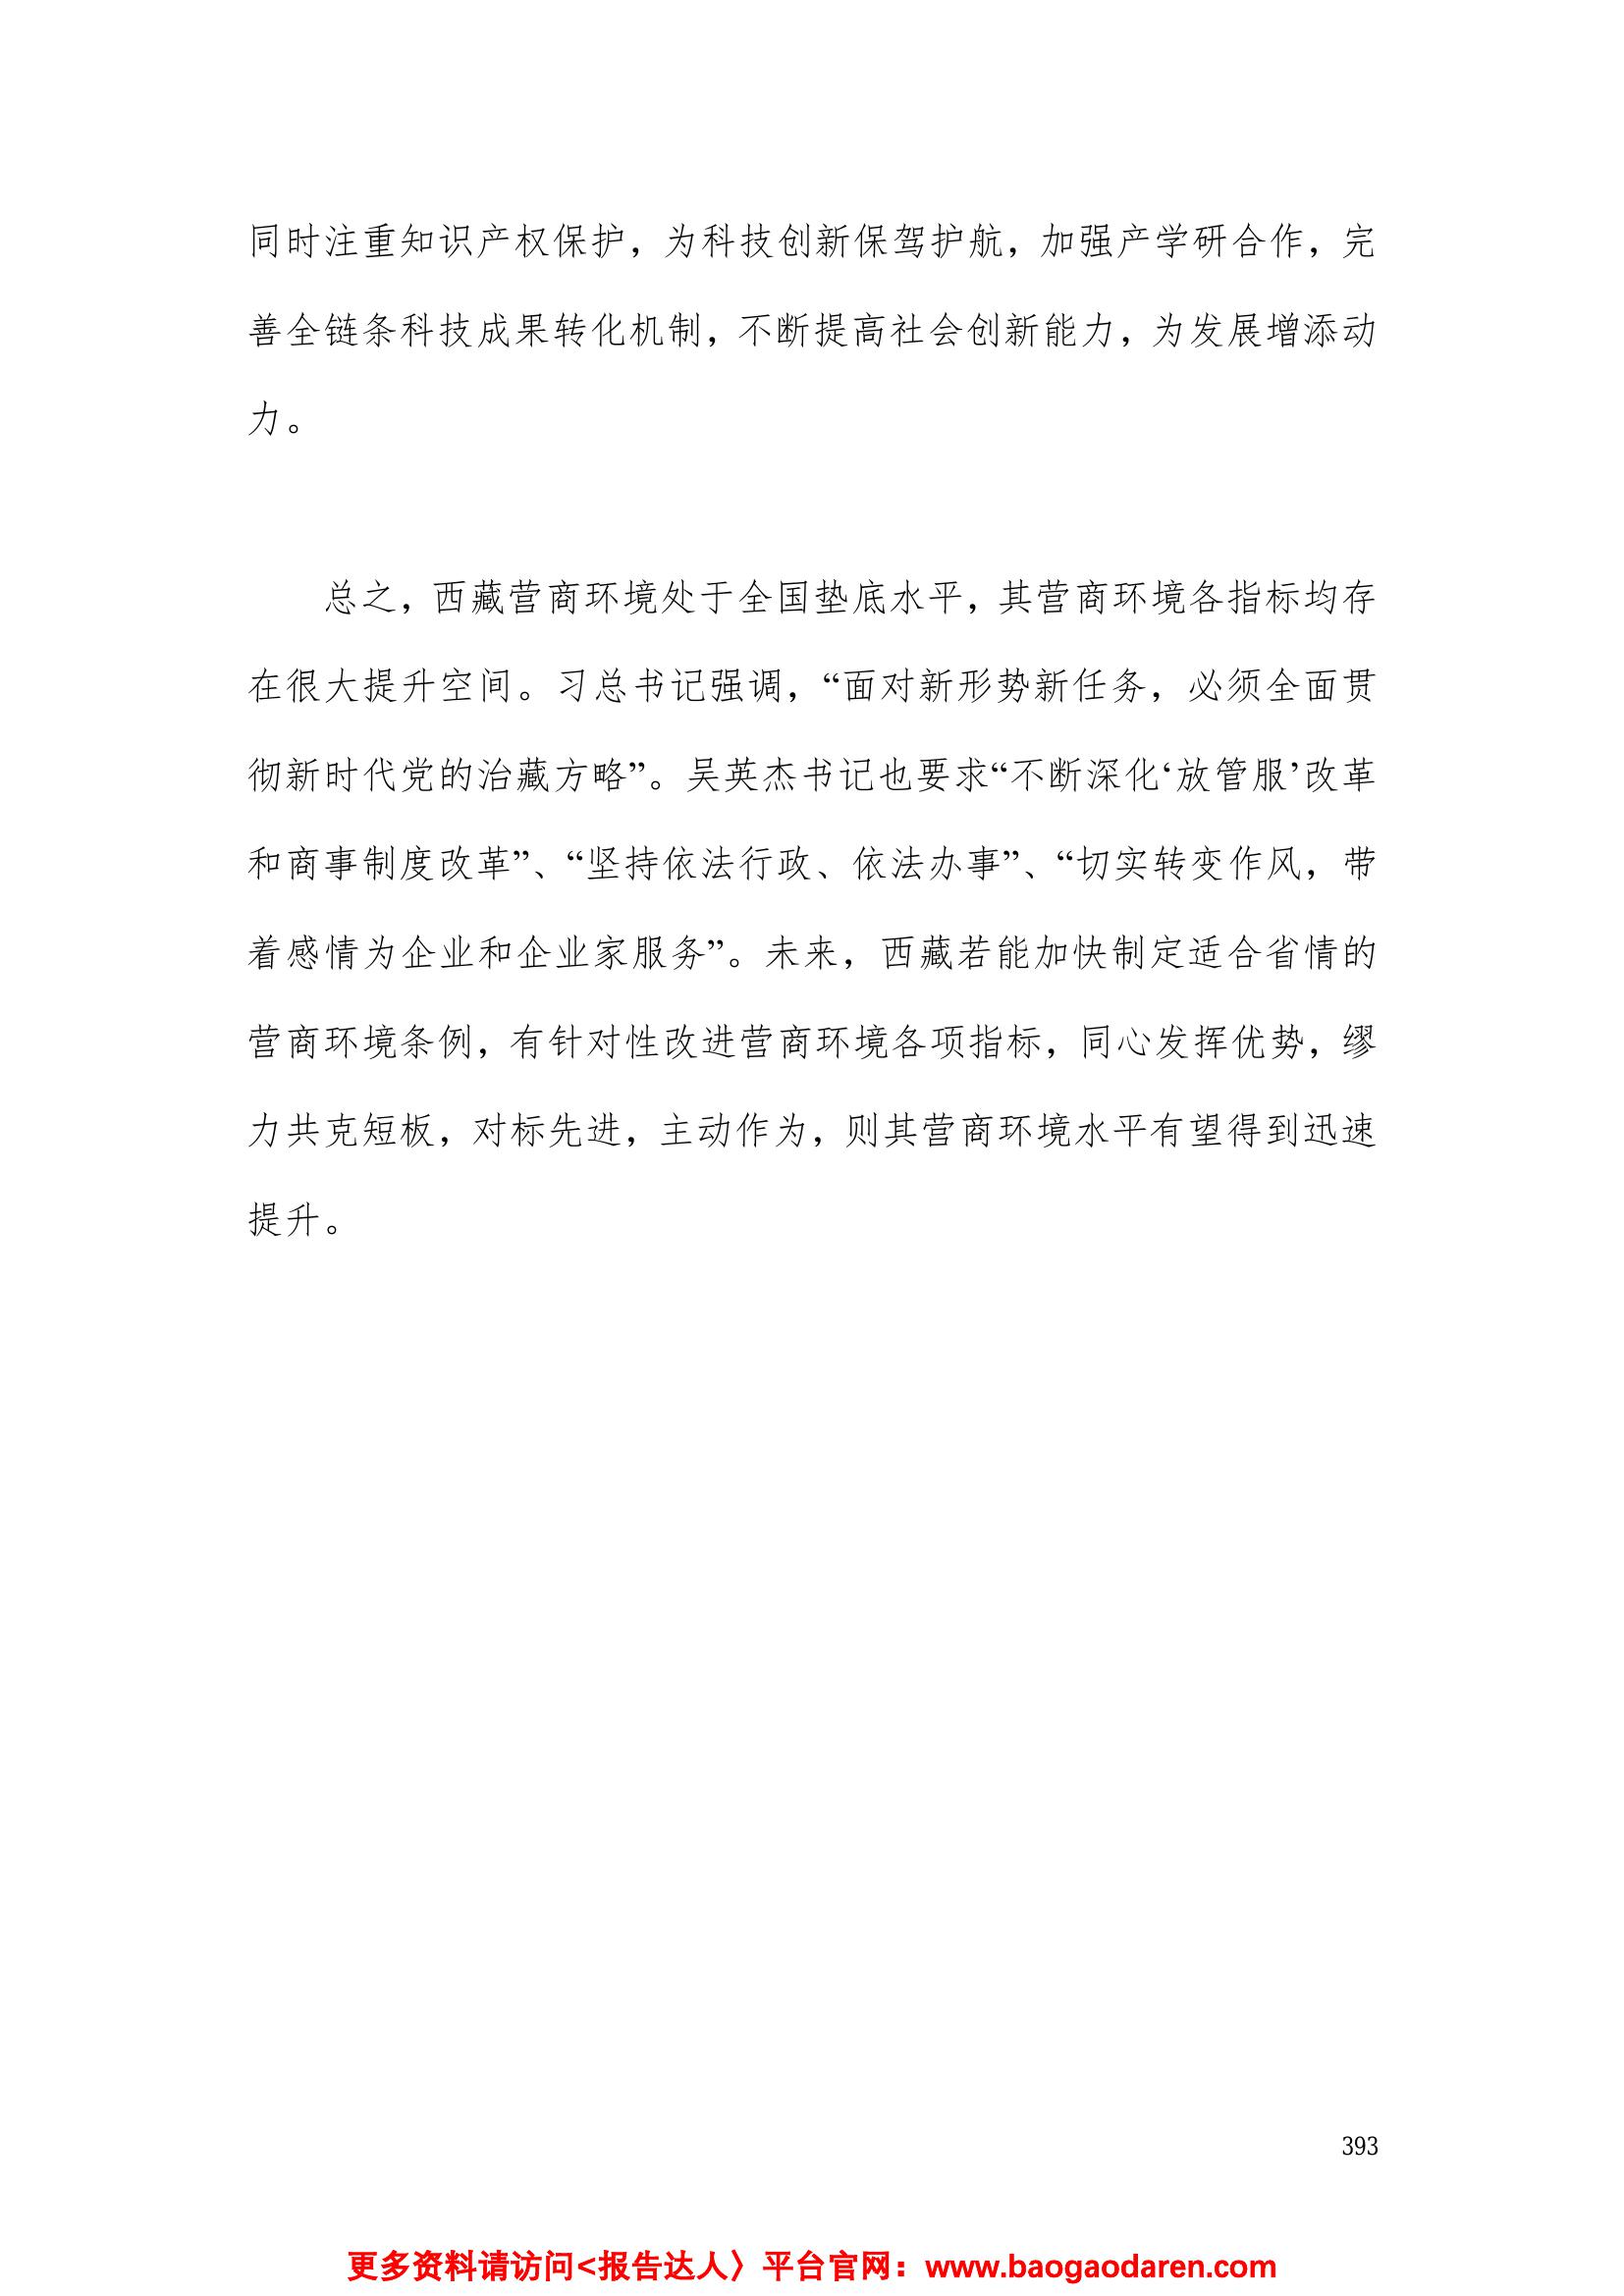 同时注重知识产权保护，为科技创新保驾护航，加强产学研合作，完
善全链条科技成果转化机制，不断提高社会创新能力，为发展增添动
力。
总之，西藏营商环境处于全国垫底水平，其营商环境各指标均存
在很大提升空间。习总书记强调，“面对新形势新任务，必须全面贯
彻新时代党的治藏方略”。吴英杰书记也要求“不断深化‘放管服’改革
和商事制度改革”、“坚持依法行政、依法办事”、“切实转变作风，带
着感情为企业和企业家服务”。未来，西藏若能加快制定适合省情的
营商环境条例，有针对性改进营商环境各项指标，同心发挥优势，缪
力共克短板，对标先进，主动作为，则其营商环境水平有望得到迅速
提升。
393
更多资料请访问<报告达人〉平台官网：www.baogaodaren.com